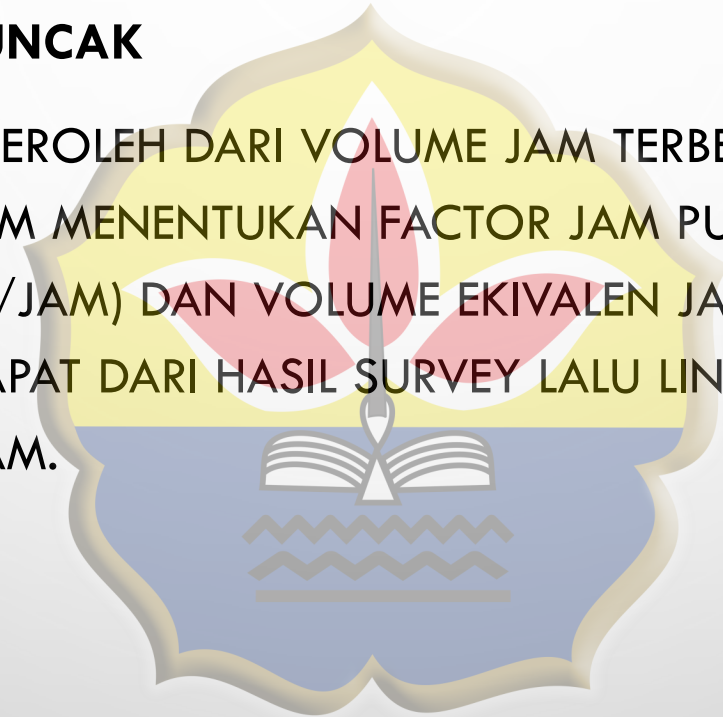 UNCAK
EROLEH DARI VOLUME JAM TERBE
M MENENTUKAN FACTOR JAM PU
/JAM) DAN VOLUME EKIVALEN JA
APAT DARI HASIL SURVEY LALU LIN
AM.